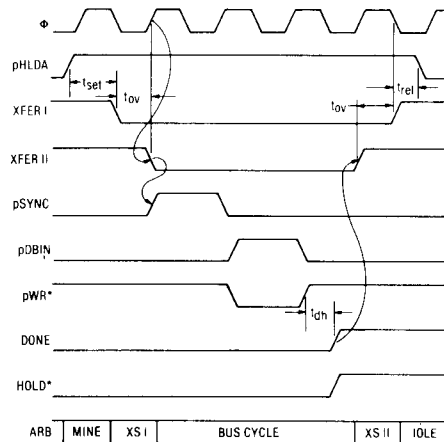 Φ
pHLDA
tset
tov
trel
XFER I
tov
XFER II
pSYNC
pDBIN
pWR*
tdh
DONE
HOLD*
ARB MINE XS I BUS CYCLE XS II IOLE